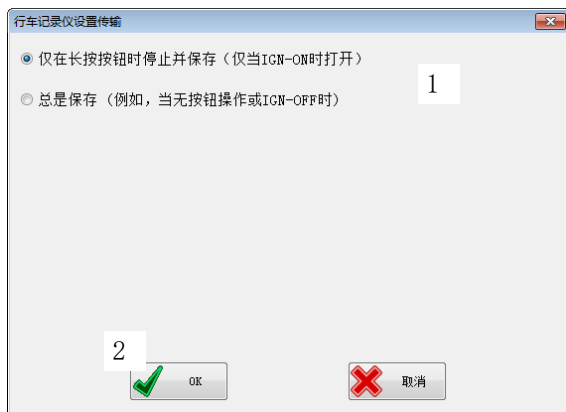 行车记录仪设置传输
仅在长按按钮时停止并保存（仅当IGN-ON时打开）
1
总是保存（例如，当无按钮操作或IGN-OFF时）
2
OK
取消